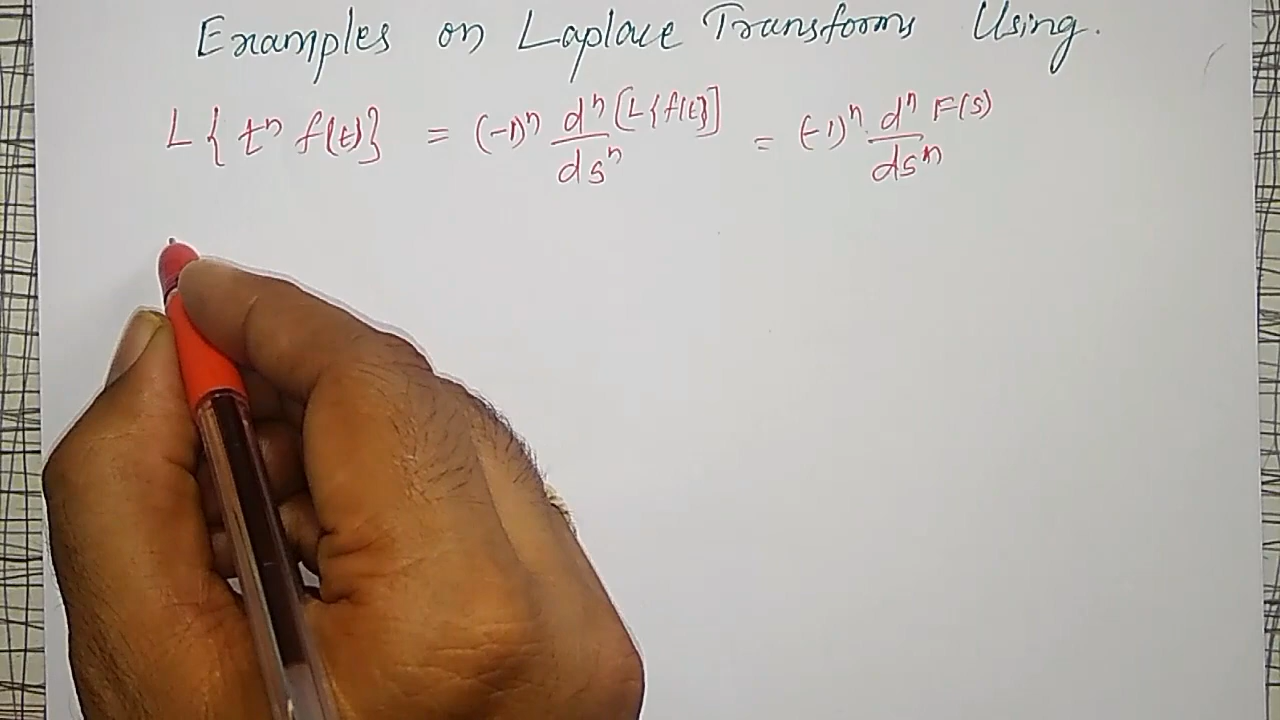 Examples on Laplace Transforms Using.
L{ tⁿ f(t)} = (-1)ⁿ dⁿ/dsⁿ [L{f(t)}] = (-1)ⁿ dⁿ/dsⁿ F(s)